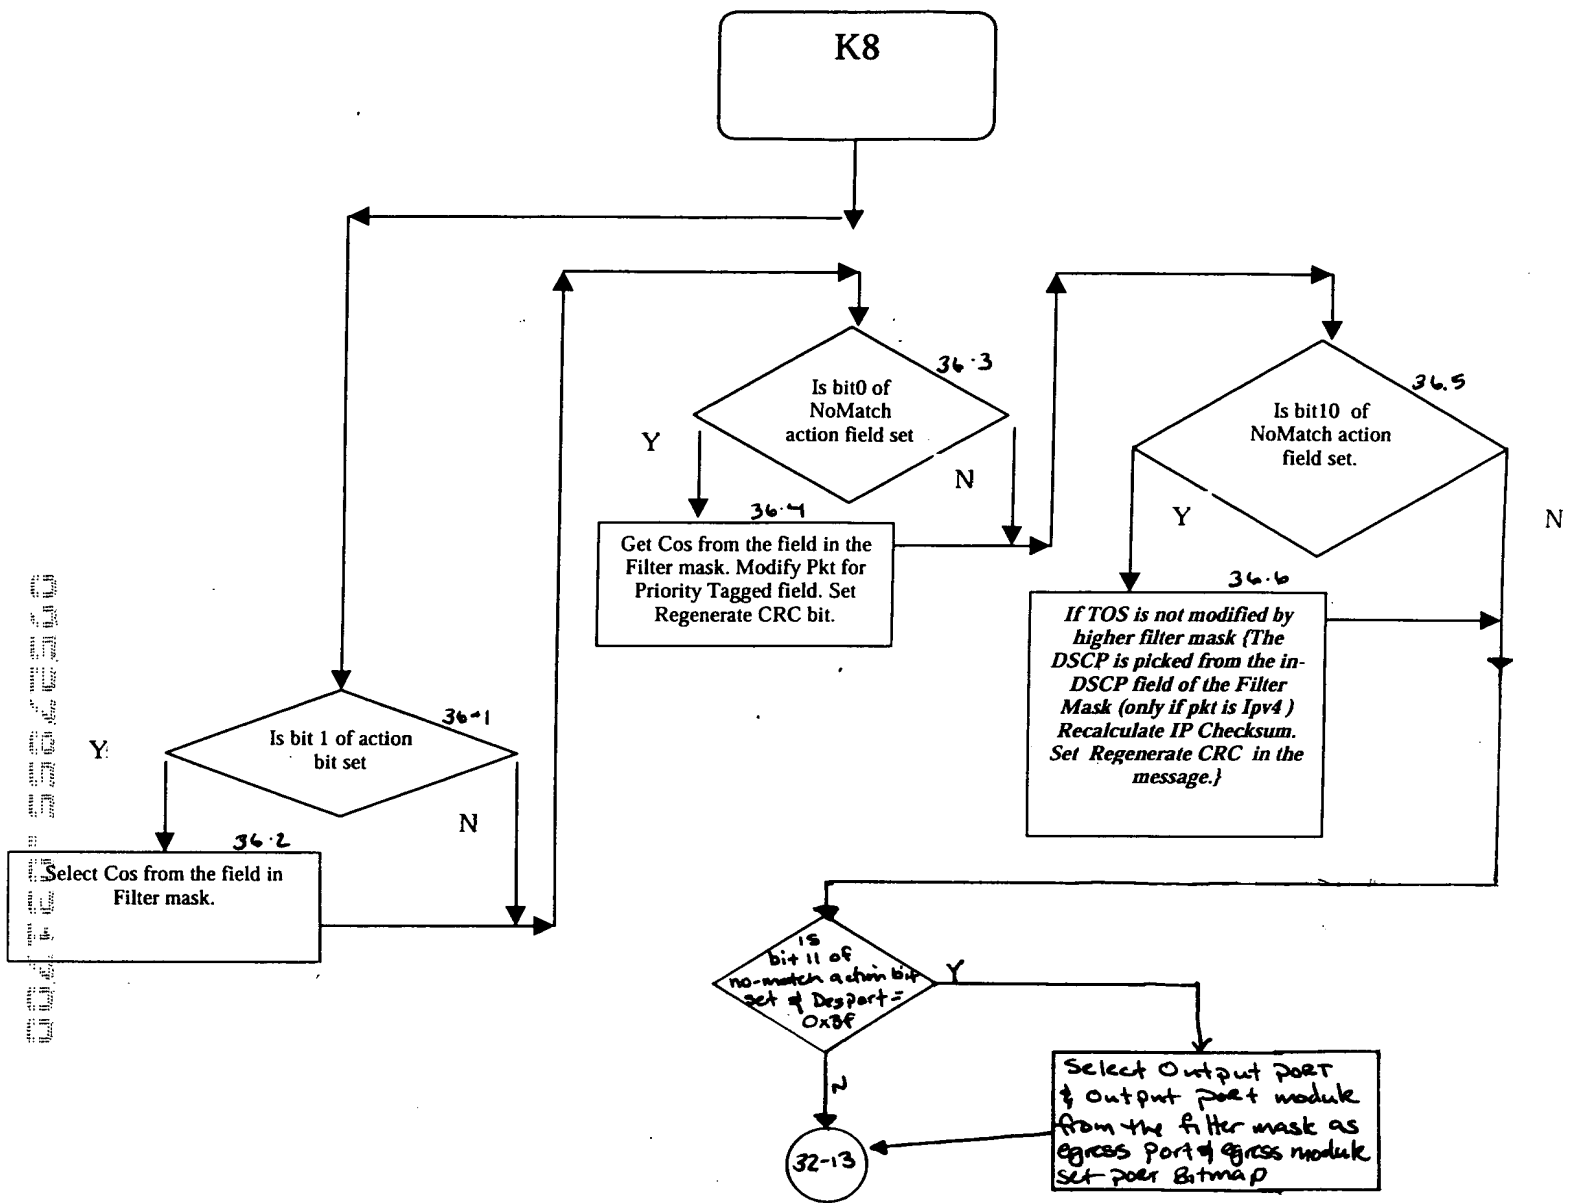 K8
36-3
Is bit0 of
NoMatch
action field set
Y
N
36.5
Is bit10 of
NoMatch action
field set.
Y
N
36-4
Get Cos from the field in the
Filter mask. Modify Pkt for
Priority Tagged field. Set
Regenerate CRC bit.
36-6
If TOS is not modified by
higher filter mask {The
DSCP is picked from the in-
DSCP field of the Filter
Mask (only if pkt is Ipv4 )
Recalculate IP Checksum.
Set Regenerate CRC in the
message.}
36-1
Is bit 1 of action
bit set
Y
N
36-2
Select Cos from the field in
Filter mask.
is
bit 11 of
no-match action bit
set & Desport =
0x3f
Y
N
Select Output PORT
& Output port module
from the filter mask as
egress port & egress module
set port Bitmap
32-13